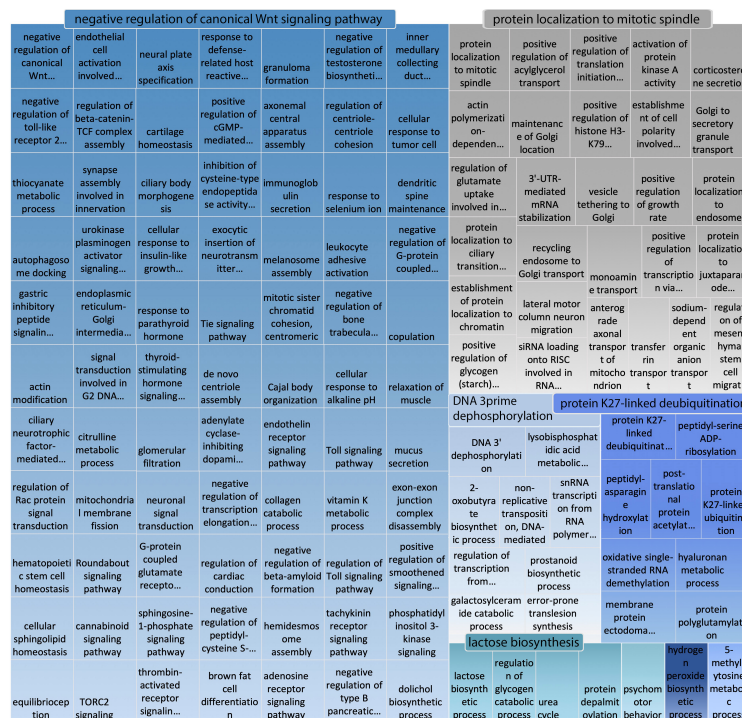 negative regulation of canonical Wnt signaling pathway
negative
regulation of
canonical
Wnt...
endothelial
cell
activation
involved...
neural plate
axis
specification
response to
defense-
related host
reactive...
granuloma
formation
negative
regulation of
testosterone
biosyntheti...
inner
medullary
collecting
duct...
negative
regulation of
toll-like
receptor 2...
regulation of
beta-catenin-
TCF complex
assembly
cartilage
homeostasis
positive
regulation of
cGMP-
mediated...
axonemal
central
apparatus
assembly
regulation of
centriole-
centriole
cohesion
cellular
response to
tumor cell
thiocyanate
metabolic
process
synapse
assembly
involved in
innervation
ciliary body
morphogene
sis
inhibition of
cysteine-type
endopeptida
se activity...
immunoglob
ulin
secretion
response to
selenium ion
dendritic
spine
maintenance
autophagoso
me docking
urokinase
plasminogen
activator
signaling...
cellular
response to
insulin-like
growth...
exocytic
insertion of
neurotransm
itter...
melanosome
assembly
leukocyte
adhesive
activation
negative
regulation of
G-protein
coupled...
gastric
inhibitory
peptide
signalin...
endoplasmic
reticulum-
Golgi
intermedia...
response to
parathyroid
hormone
Tie signaling
pathway
mitotic sister
chromatid
cohesion,
centromeric
negative
regulation of
bone
trabecula...
copulation
actin
modification
signal
transduction
involved in
G2 DNA...
thyroid-
stimulating
hormone
signaling...
de novo
centriole
assembly
Cajal body
organization
cellular
response to
alkaline pH
relaxation of
muscle
ciliary
neurotrophic
factor-
mediated...
citrulline
metabolic
process
glomerular
filtration
adenylate
cyclase-
inhibiting
dopami...
endothelin
receptor
signaling
pathway
Toll signaling
pathway
mucus
secretion
regulation of
Rac protein
signal
transduction
mitochondria
l membrane
fission
neuronal
signal
transduction
negative
regulation of
transcription
elongation...
collagen
catabolic
process
vitamin K
metabolic
process
exon-exon
junction
complex
disassembly
hematopoieti
c stem cell
homeostasis
Roundabout
signaling
pathway
G-protein
coupled
glutamate
recepto...
regulation of
cardiac
conduction
negative
regulation of
beta-amyloid
formation
regulation of
Toll signaling
pathway
positive
regulation of
smoothened
signaling...
cellular
sphingolipid
homeostasis
cannabinoid
signaling
pathway
sphingosine-
1-phosphate
signaling
pathway
negative
regulation of
peptidyl-
cysteine S-...
hemidesmos
ome
assembly
tachykinin
receptor
signaling
pathway
phosphatidyl
inositol 3-
kinase
signaling
equilibriocep
tion
TORC2
signaling
thrombin-
activated
receptor
signalin...
brown fat
cell
differentiatio
n
adenosine
receptor
signaling
pathway
negative
regulation of
type B
pancreatic...
dolichol
biosynthetic
process
protein localization to mitotic spindle
protein
localization
to mitotic
spindle
positive
regulation of
acylglycerol
transport
positive
regulation of
translation
initiation...
activation of
protein
kinase A
activity
corticostero
ne secretio
actin
polymerizati
on-
dependen...
maintenanc
e of Golgi
location
positive
regulation of
histone H3-
K79...
establishme
nt of cell
polarity
involved...
Golgi to
secretory
granule
transport
regulation of
glutamate
uptake
involved in...
3'-UTR-
mediated
mRNA
stabilization
vesicle
tethering to
Golgi
positive
regulation of
growth rate
protein
localization
to endosome
protein
localization to
ciliary
transition...
recycling
endosome to
Golgi transport
monoamin
e transport
positive
regulation
of
transcriptio
n via...
protein
localizatio
n to
juxtaparan
ode...
establishment
of protein
localization to
chromatin
lateral motor
column neuron
migration
anterog
rade
axonal
transpor
t of
mitocho
ndrion
transfer
rin
transpor
t
sodium-
depend
ent
organic
anion
transpor
t
regulat
on of
mesen
hyma
stem
cell
migrat
positive
regulation of
glycogen
(starch)...
siRNA loading
onto RISC
involved in
RNA...
DNA 3prime
dephosphorylation
DNA 3'
dephosphorylati
on
lysobisphosphat
idic acid
metabolic...
2-
oxobutyrate
biosynthet
ic process
non-
replicative
transpositi
on, DNA-
mediated
snRNA
transcripti
on from
RNA
polymer...
regulation of
transcription
from...
prostanoid
biosynthetic
process
galactosylceram
ide catabolic
process
error-prone
translesion
synthesis
protein K27-linked deubiquitination
protein K27-
linked
deubiquitinat...
peptidyl-serine
ADP-
ribosylation
peptidyl-
asparagin
e
hydroxylat
ion
post-
translatio
nal
protein
acetylat...
protein
K27-linke
ubiquitin
tion
oxidative single-
stranded RNA
demethylation
hyaluronan
metabolic
process
membrane
protein
ectodoma...
protein
polyglutamylat
on
lactose biosynthesis
lactose
biosynth
etic
process
regulatio
n of
glycogen
catabolic
process
urea
cycle
protein
depalmit
oylation
psychom
otor
behavior
hydroge
n
peroxide
biosynth
etic
process
5-
methyl
ytosine
metabo
c
process